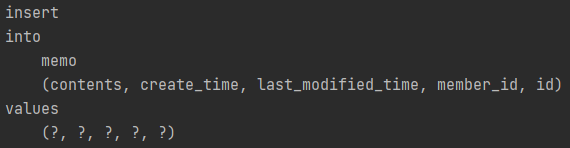 insert
into
    memo
    (contents, create_time, last_modified_time, member_id, id)
values
    (?, ?, ?, ?, ?)